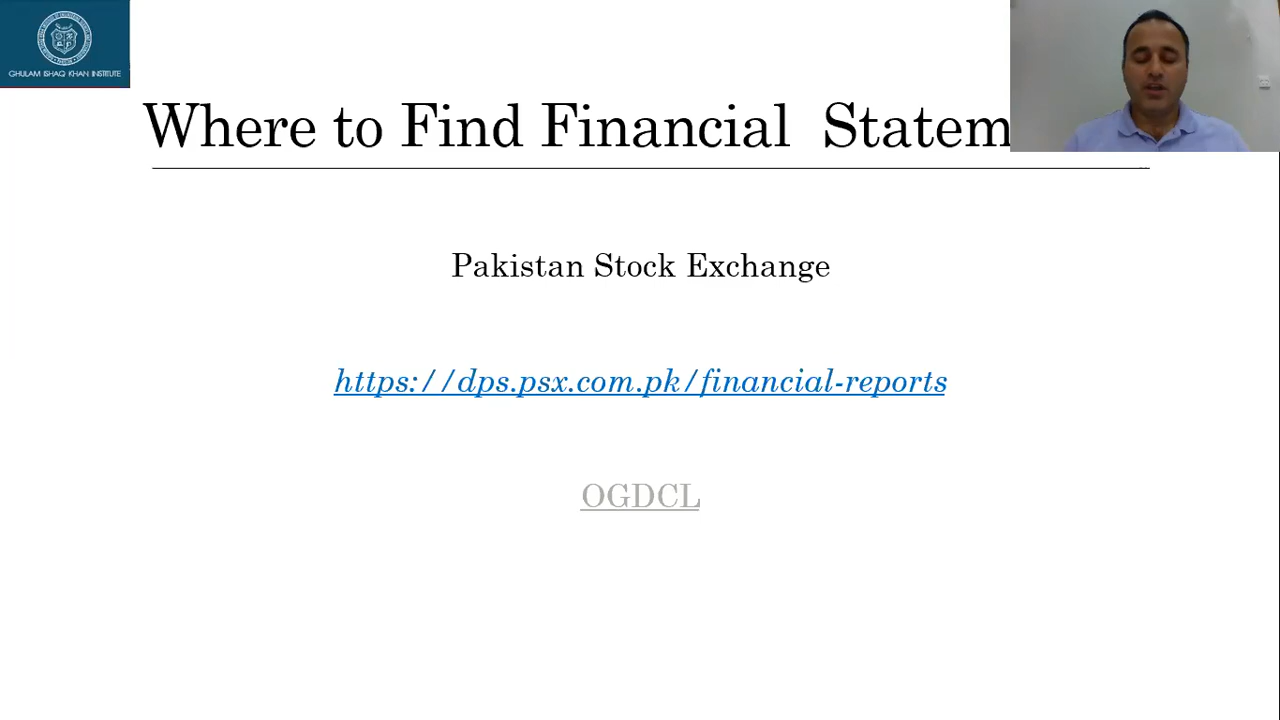 GHULAM ISHAQ KHAN INSTITUTE
Where to Find Financial Statem
Pakistan Stock Exchange
https://dps.psx.com.pk/financial-reports
OGDCL